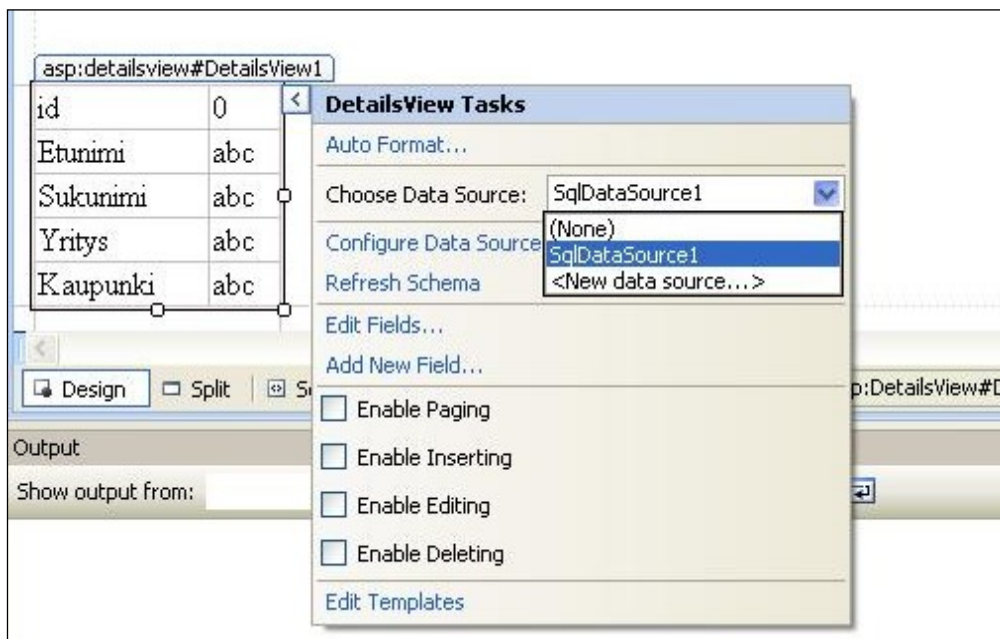 asp:detailsview#DetailsView1
id 0
Etunimi abc
Sukunimi abc
Yritys abc
Kaupunki abc
DetailsView Tasks
Auto Format...
Choose Data Source: SqlDataSource1
(None)
SqlDataSource1
<New data source...>
Configure Data Source
Refresh Schema
Edit Fields...
Add New Field...
Enable Paging
Enable Inserting
Enable Editing
Enable Deleting
Edit Templates
Design Split S
p:DetailsView#D
Output
Show output from: